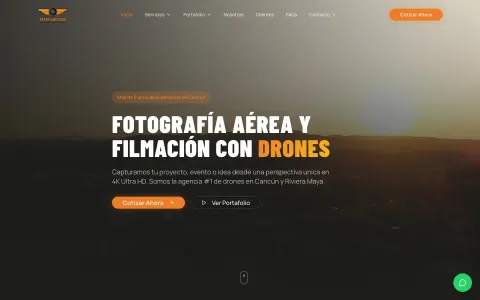 Inicio Servicios Portafolio Nosotros Clientes FAQs Contacto Cotizar Ahora
FOTOGRAFÍA AÉREA Y
FILMACIÓN CON DRONES
Capturamos tu proyecto, evento o idea desde una perspectiva única en
4K Ultra HD. Somos la agencia #1 de drones en Cancún y Riviera Maya.
Cotizar Ahora Ver Portafolio